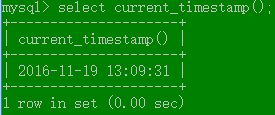 mysql> select current_timestamp();
+---------------------+
| current_timestamp() |
+---------------------+
| 2016-11-19 13:09:31 |
+---------------------+
1 row in set (0.00 sec)